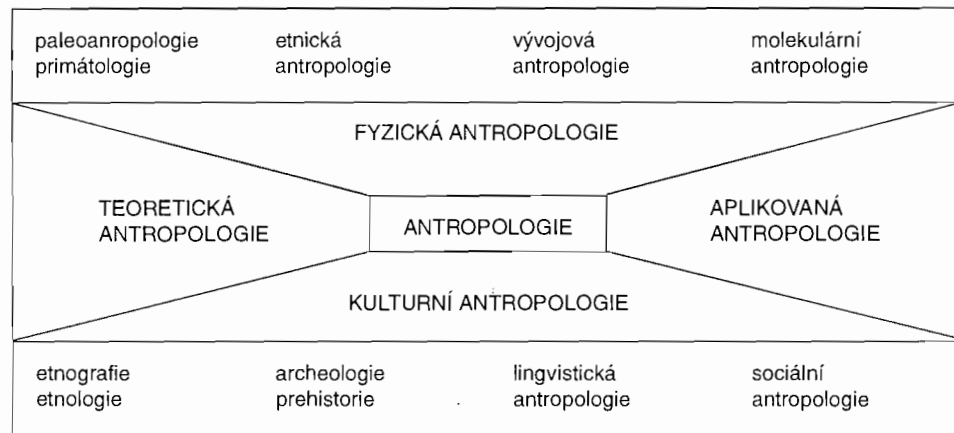 paleoanropologie
primátologie
etnická
antropologie
vývojová
antropologie
molekulární
antropologie
FYZICKÁ ANTROPOLOGIE
TEORETICKÁ
ANTROPOLOGIE
ANTROPOLOGIE
APLIKOVANÁ
ANTROPOLOGIE
KULTURNÍ ANTROPOLOGIE
etnografie
etnologie
archeologie
prehistorie
lingvistická
antropologie
sociální
antropologie